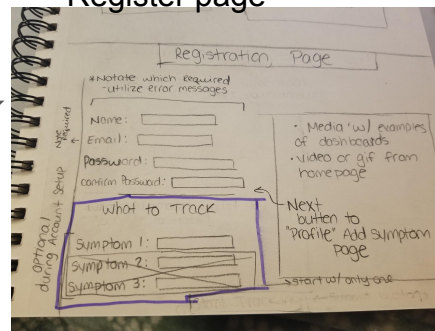 Register page
Registration Page
*Notate which required
-utilize error messages
Name:
Email:
Password:
confirm Password:
are required
What to Track
Symptom 1:
Symptom 2:
Symptom 3:
optional
during Account setup
• Media w/ examples
of dashboards
• video or gif from
homepage
Next
button to
"Profile" Add symptom
page
→ start w/ only one